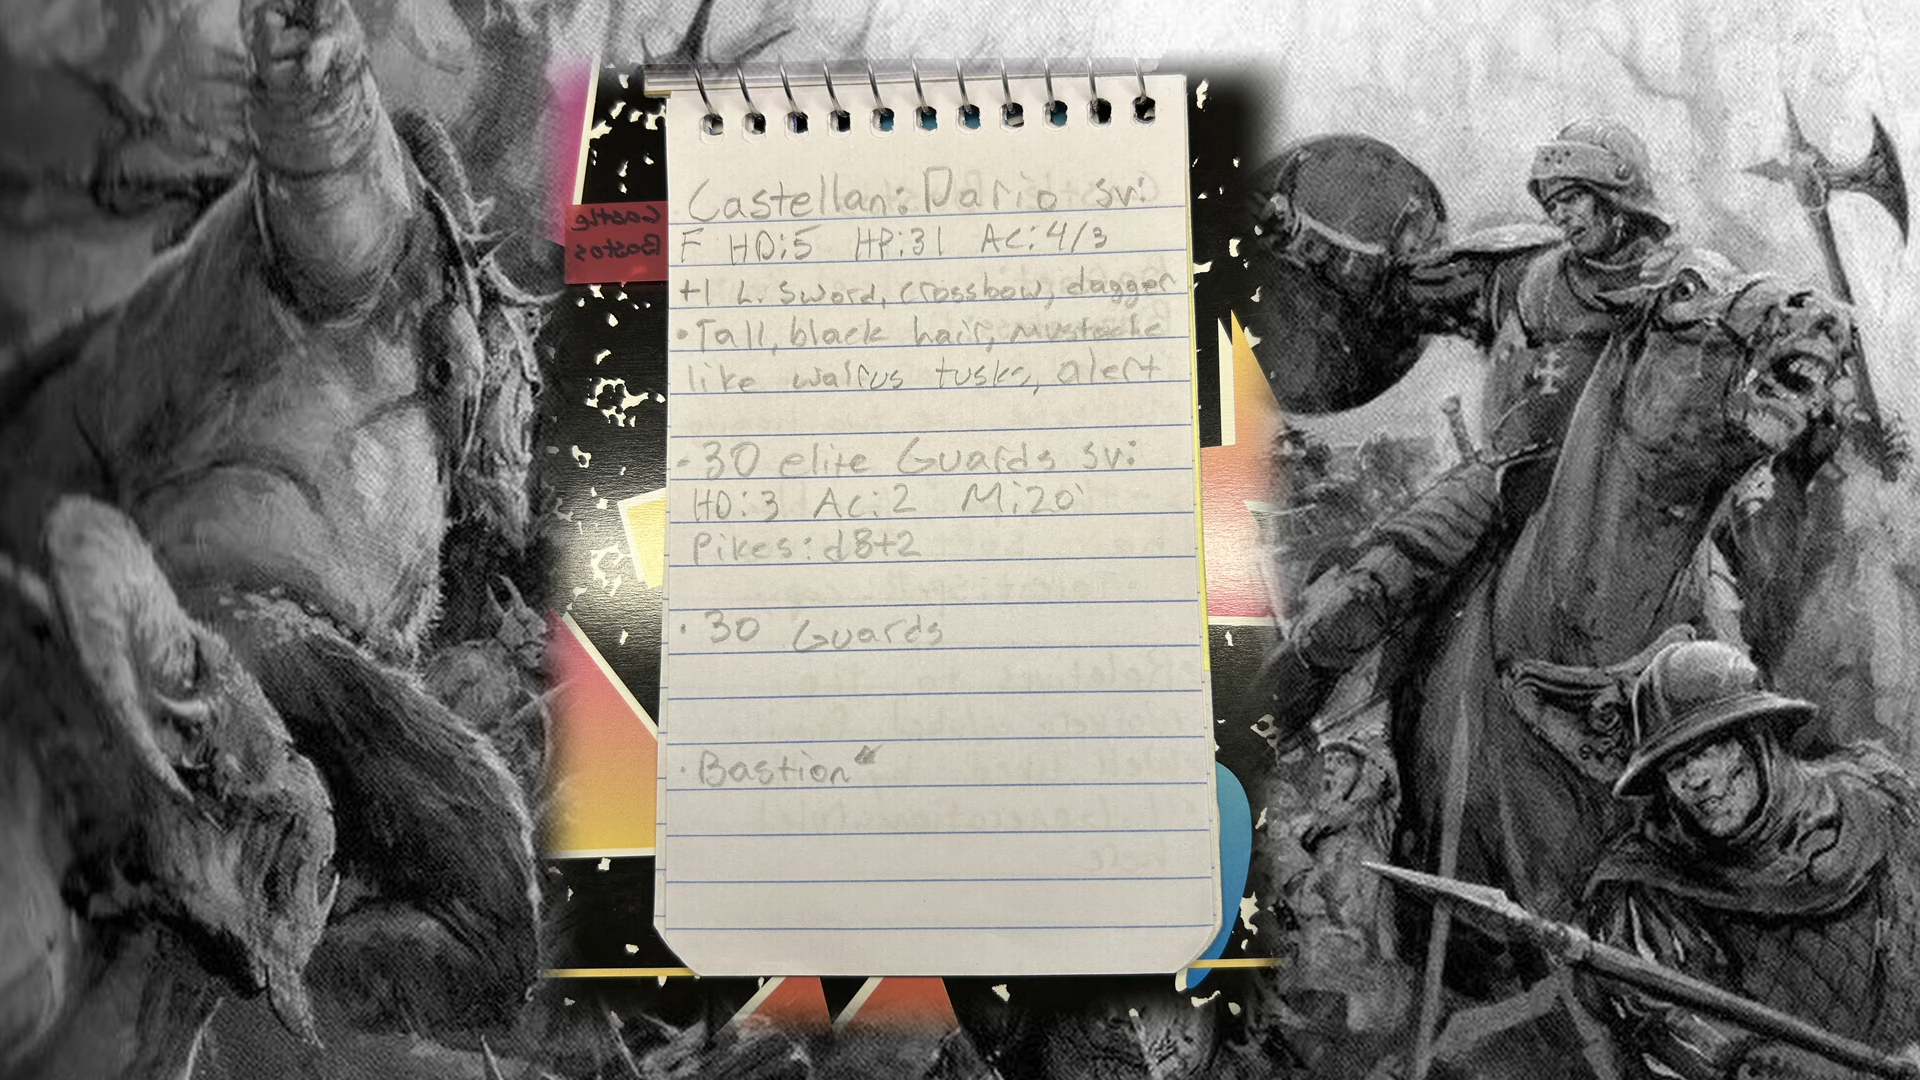 Castle
Bastos
Castellan: Dario sv:
F HD:5 HP:31 AC:4/3
+1 L. Sword, crossbow, dagger
•Tall, black hair, mustache
like walrus tusks, alert
•30 elite Guards sv:
HD:3 AC:2 M:20
Pikes: d8+2
•30 Guards
•Bastion